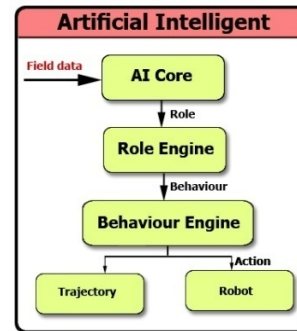 Artificial Intelligent
Field data
AI Core
Role
Role Engine
Behaviour
Behaviour Engine
Action
Trajectory
Robot